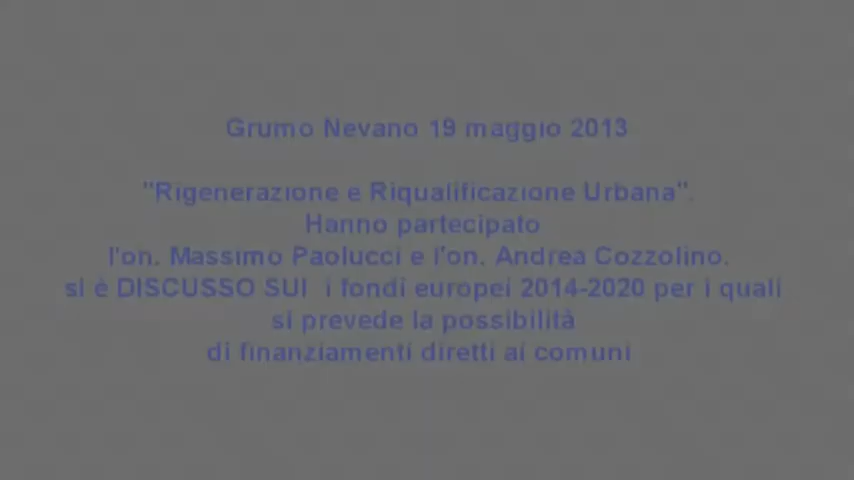 Grumo Nevano 19 maggio 2013
"Rigenerazione e Riqualificazione Urbana".
Hanno partecipato
l'on. Massimo Paolucci e l'on. Andrea Cozzolino.
si è DISCUSSO SUI i fondi europei 2014-2020 per i quali
si prevede la possibilità
di finanziamenti diretti ai comuni